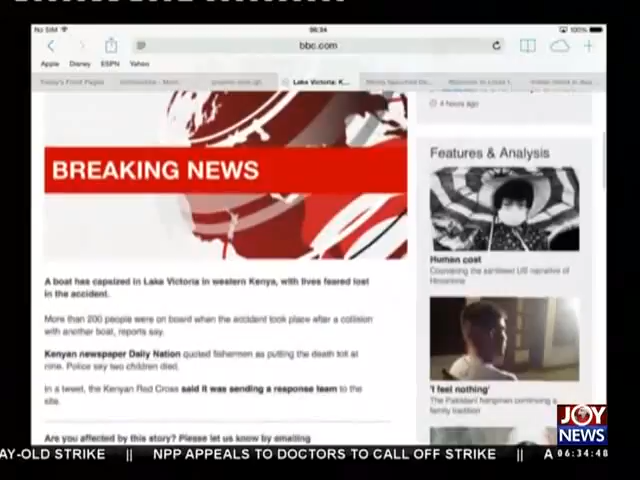 No SIM
06:34
100%
bbc.com
Apple Disney ESPN Yahoo
Today's Front Pages
Lake Victoria: K...
4 hours ago
BREAKING NEWS
A boat has capsized in Lake Victoria in western Kenya, with lives feared lost
in the accident.
More than 200 people were on board when the accident took place after a collision
with another boat, reports say.
Kenyan newspaper Daily Nation quoted fishermen as putting the death toll at
nine. Police say two children died.
In a tweet, the Kenyan Red Cross said it was sending a response team to the
site.
Are you affected by this story? Please let us know by emailing
Features & Analysis
Human cost
Countering the sanitised US narrative of
Hiroshima
'I feel nothing'
The Pakistani hangman continuing a
family tradition
JOY
NEWS
AY-OLD STRIKE || NPP APPEALS TO DOCTORS TO CALL OFF STRIKE || A
06:34:48